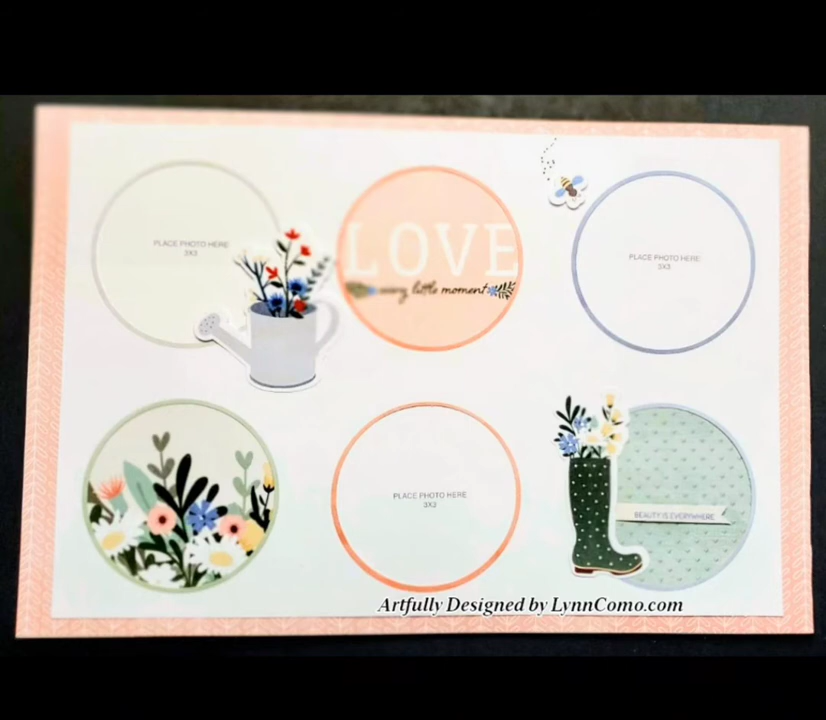 PLACE PHOTO HERE
3X3
LOVE
every little moment
PLACE PHOTO HERE
3X3
PLACE PHOTO HERE
3X3
BEAUTY IS EVERYWHERE
Artfully Designed by LynnComo.com